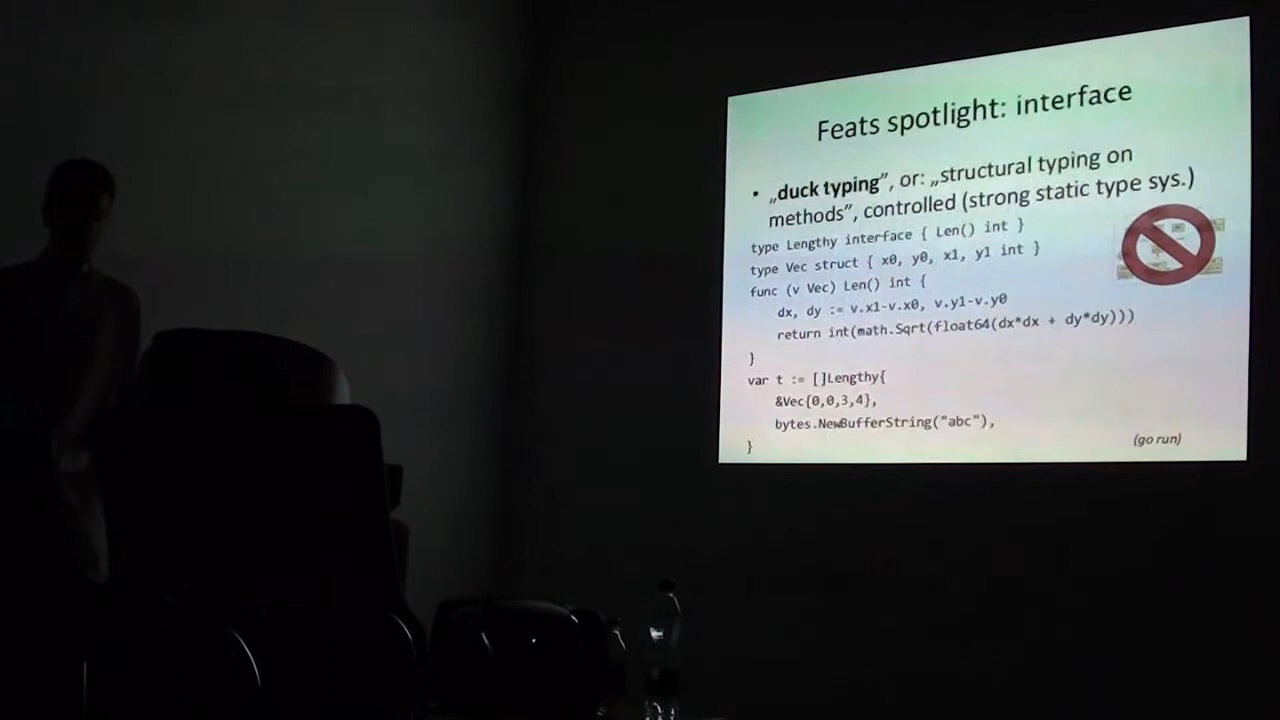 Feats spotlight: interface
• „duck typing”, or: „structural typing on
methods”, controlled (strong static type sys.)
type Lengthy interface { Len() int }
type Vec struct { x0, y0, x1, y1 int }
func (v Vec) Len() int {
dx, dy := v.x1-v.x0, v.y1-v.y0
return int(math.Sqrt(float64(dx*dx + dy*dy)))
}
var t := []Lengthy{
&Vec{0,0,3,4},
bytes.NewBufferString("abc"),
}
(go run)